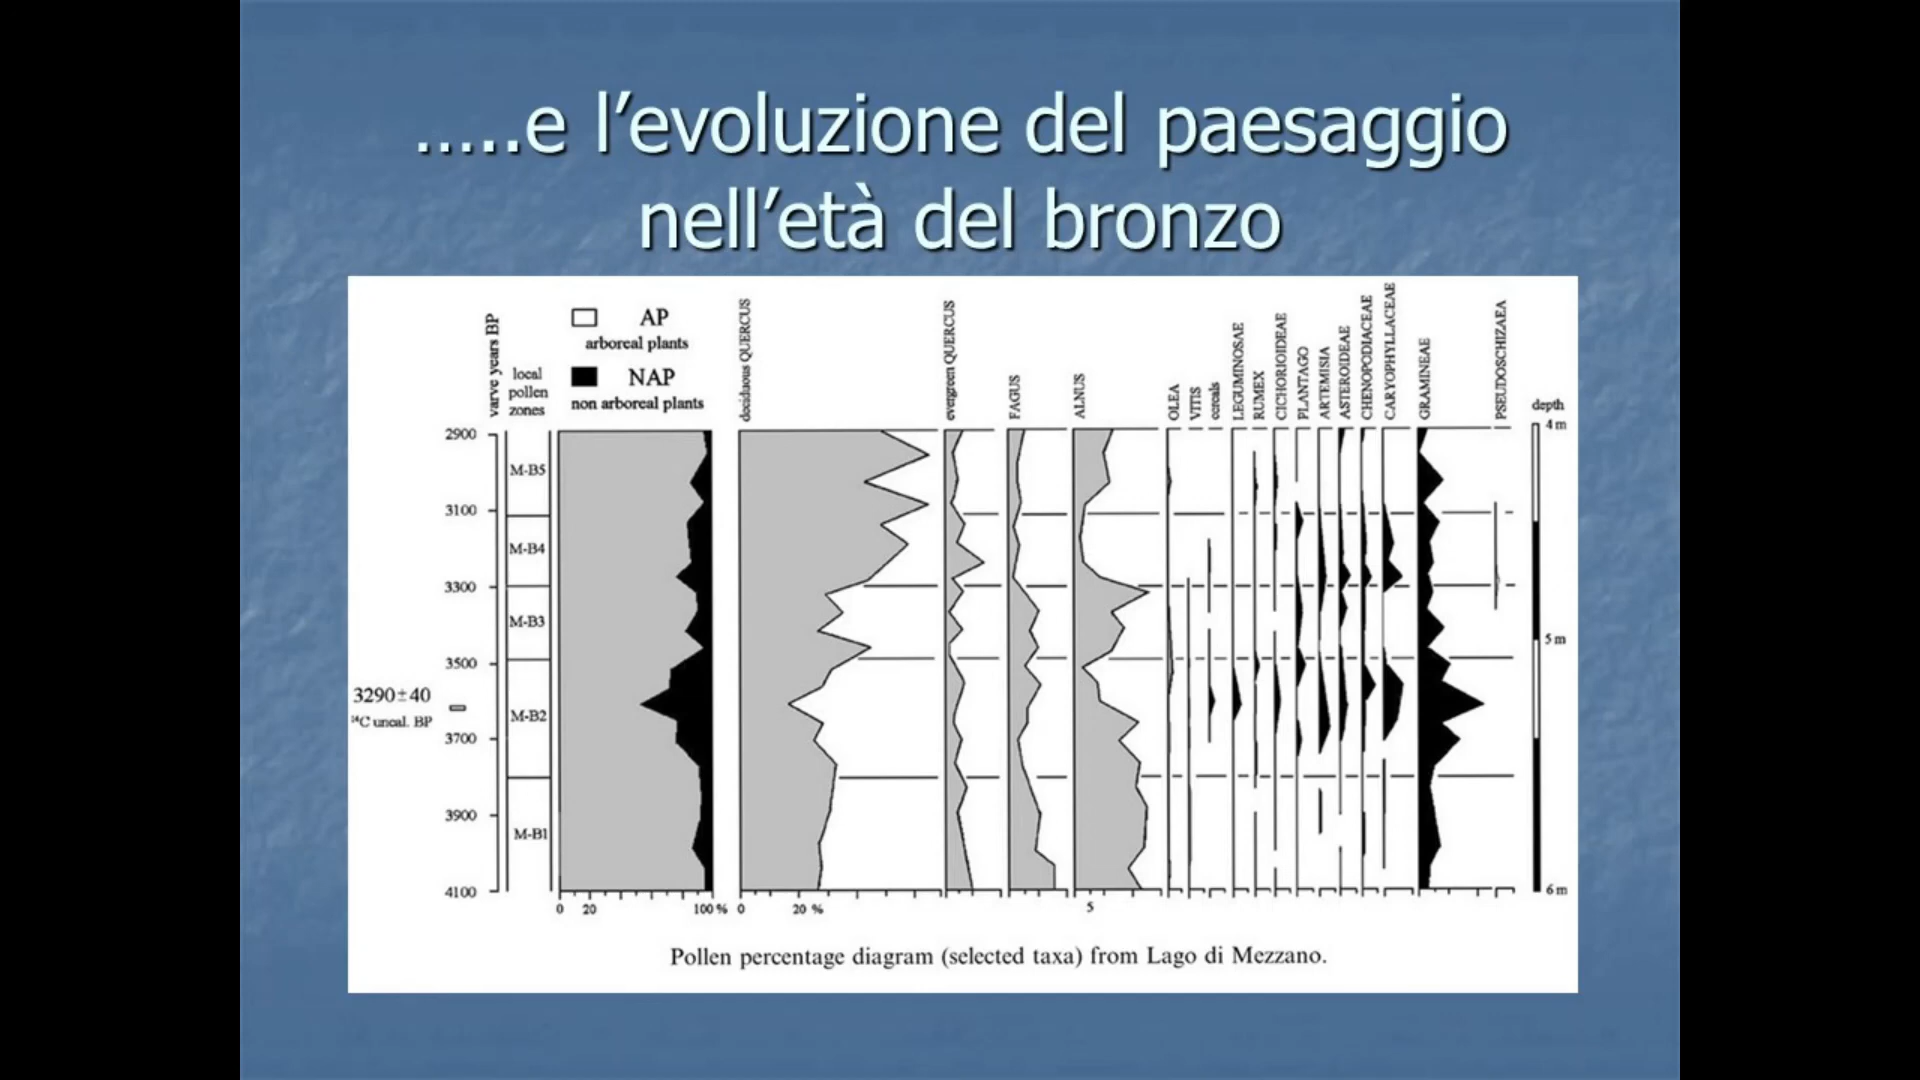 .....e l’evoluzione del paesaggio
nell’età del bronzo
varve years BP
local
pollen
zones
AP
arboreal plants
NAP
non arboreal plants
deciduous QUERCUS
evergreen QUERCUS
FAGUS
ALNUS
OLEA
VITIS
cereals
LEGUMINOSAE
RUMEX
CICHORIOIDEAE
PLANTAGO
ARTEMISIA
ASTEROIDEAE
CHENOPODIACEAE
CARYOPHYLLACEAE
GRAMINEAE
PSEUDOSCHIZAEA
depth
2900
3100
3300
3500
3700
3900
4100
3290±40
¹⁴C uncal. BP
M-B5
M-B4
M-B3
M-B2
M-B1
4 m
5 m
6 m
0 20 100 % 0 20 % 5
Pollen percentage diagram (selected taxa) from Lago di Mezzano.